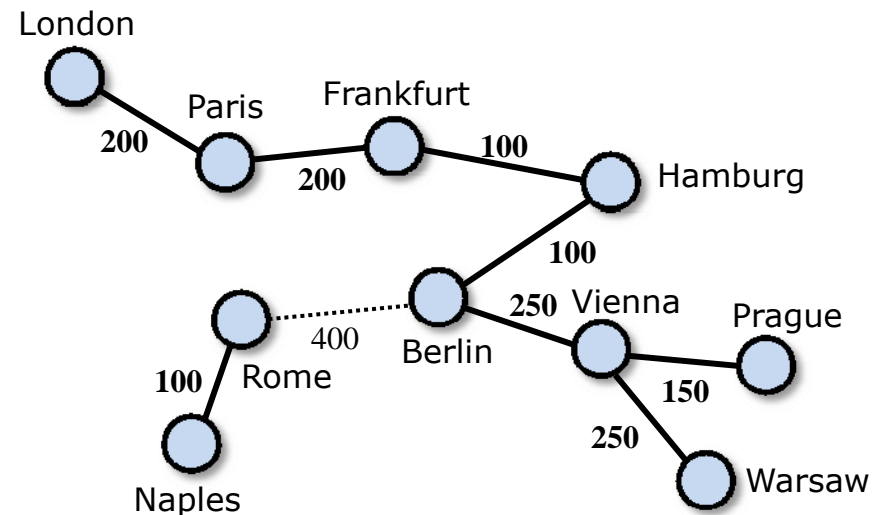 London
Paris
Frankfurt
200
200
100
Hamburg
100
250
Vienna
Prague
400
Berlin
Rome
100
150
250
Warsaw
Naples